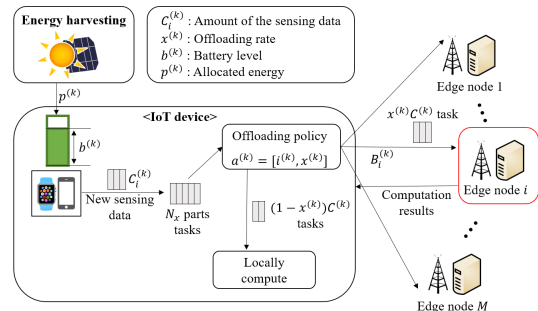 Energy harvesting
C_i^{(k)} : Amount of the sensing data
x^{(k)} : Offloading rate
b^{(k)} : Battery level
p^{(k)} : Allocated energy
p^{(k)}
<IoT device>
b^{(k)}
C_i^{(k)}
New sensing
data
N_x parts
tasks
Offloading policy
a^{(k)} = [i^{(k)}, x^{(k)}]
(1 − x^{(k)})C^{(k)}
tasks
Locally
compute
Edge node 1
x^{(k)}C^{(k)} task
B_i^{(k)}
Computation
results
Edge node i
Edge node M